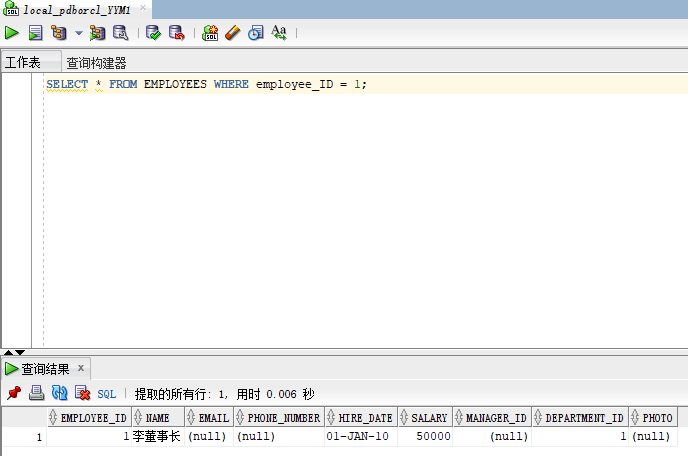 local_pdborcl_YYM1
工作表 查询构建器
SELECT * FROM EMPLOYEES WHERE employee_ID = 1;
查询结果 x
SQL | 提取的所有行: 1, 用时 0.006 秒
EMPLOYEE_ID NAME EMAIL PHONE_NUMBER HIRE_DATE SALARY MANAGER_ID DEPARTMENT_ID PHOTO
1 1 李董事长 (null) (null) 01-JAN-10 50000 (null) 1 (null)